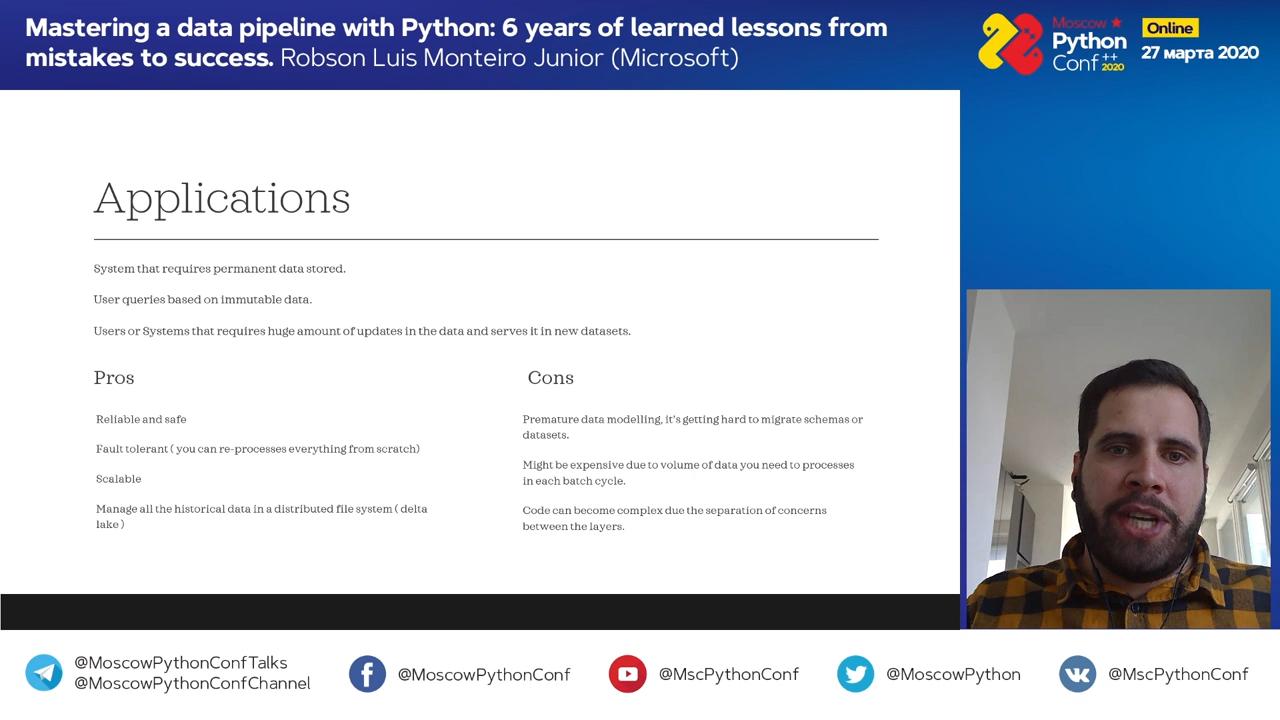 Mastering a data pipeline with Python: 6 years of learned lessons from
mistakes to success. Robson Luis Monteiro Junior (Microsoft)
Moscow
Python
Conf ++
2020
Online
27 марта 2020
Applications
System that requires permanent data stored.
User queries based on immutable data.
Users or Systems that requires huge amount of updates in the data and serves it in new datasets.
Pros
Reliable and safe
Fault tolerant ( you can re-processes everything from scratch)
Scalable
Manage all the historical data in a distributed file system ( delta
lake )
Cons
Premature data modelling, it's getting hard to migrate schemas or
datasets.
Might be expensive due to volume of data you need to processes
in each batch cycle.
Code can become complex due the separation of concerns
between the layers.
@MoscowPythonConfTalks
@MoscowPythonConfChannel
@MoscowPythonConf
@MscPythonConf
@MoscowPython
@MscPythonConf